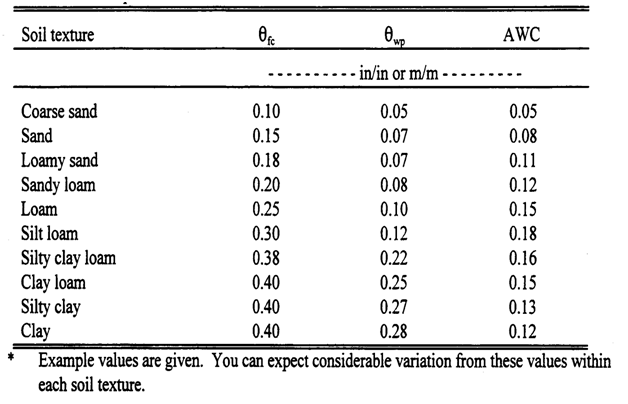 Soil texture θfc θwp AWC
- - - - - - - - - - in/in or m/m - - - - - - - - -
Coarse sand 0.10 0.05 0.05
Sand 0.15 0.07 0.08
Loamy sand 0.18 0.07 0.11
Sandy loam 0.20 0.08 0.12
Loam 0.25 0.10 0.15
Silt loam 0.30 0.12 0.18
Silty clay loam 0.38 0.22 0.16
Clay loam 0.40 0.25 0.15
Silty clay 0.40 0.27 0.13
Clay 0.40 0.28 0.12
* Example values are given. You can expect considerable variation from these values within
each soil texture.